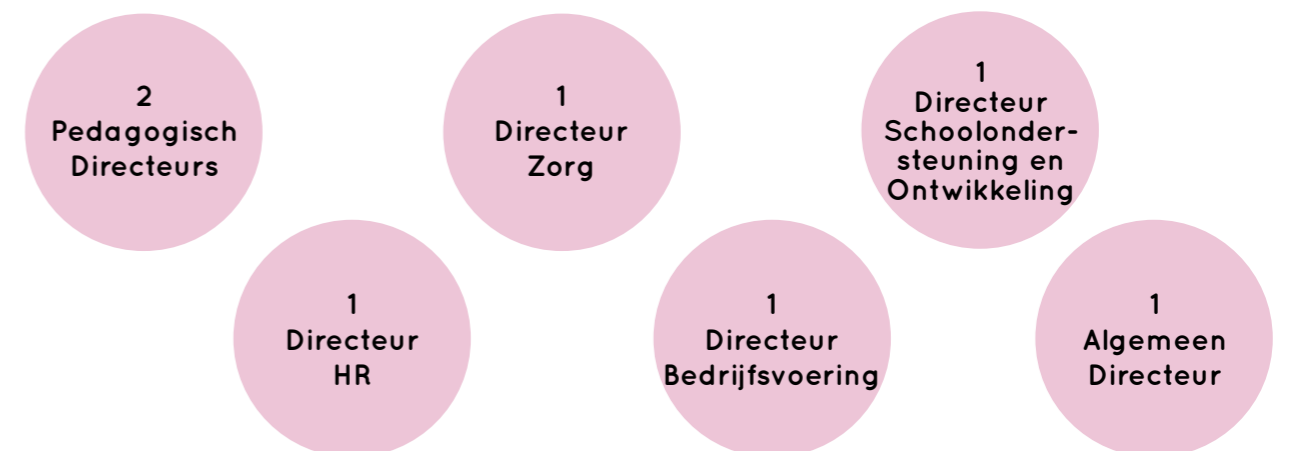 2
Pedagogisch
Directeurs
1
Directeur
Zorg
1
Directeur
Schoolonder-
steuning en
Ontwikkeling
1
Directeur
HR
1
Directeur
Bedrijfsvoering
1
Algemeen
Directeur